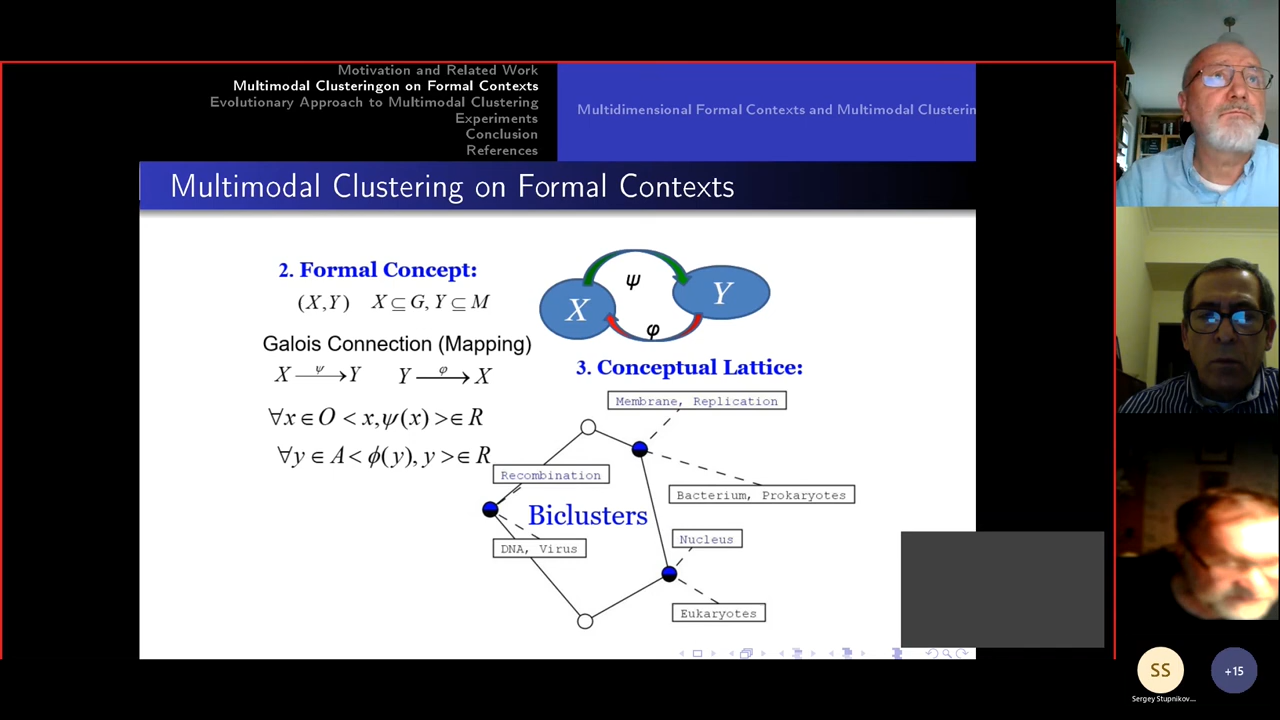 Motivation and Related Work
Multimodal Clusteringon on Formal Contexts
Evolutionary Approach to Multimodal Clustering
Experiments
Conclusion
References
Multidimensional Formal Contexts and Multimodal Clusterin
Multimodal Clustering on Formal Contexts
2. Formal Concept:
(X,Y) X ⊆ G, Y ⊆ M
Galois Connection (Mapping)
X —ψ→ Y Y —φ→ X
∀x ∈ O < x,ψ(x) >∈ R
∀y ∈ A < ϕ(y), y >∈ R
ψ
X
Y
φ
3. Conceptual Lattice:
Membrane, Replication
Recombination
Bacterium, Prokaryotes
Biclusters
Nucleus
DNA, Virus
Eukaryotes
SS
+15
Sergey Stupnikov...